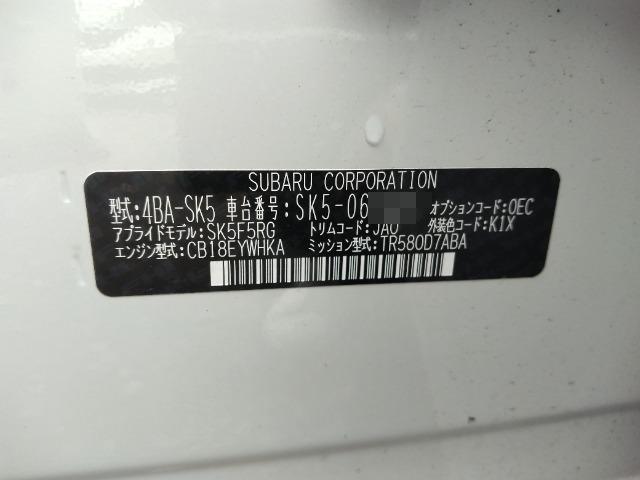 SUBARU CORPORATION
型式:4BA-SK5 車台番号:SK5-06 オプションコード:OEC
アプライドモデル:SK5F5RG トリムコード:JAO 外装色コード:K1X
エンジン型式:CB18EYWHKA ミッション型式:TR580D7ABA